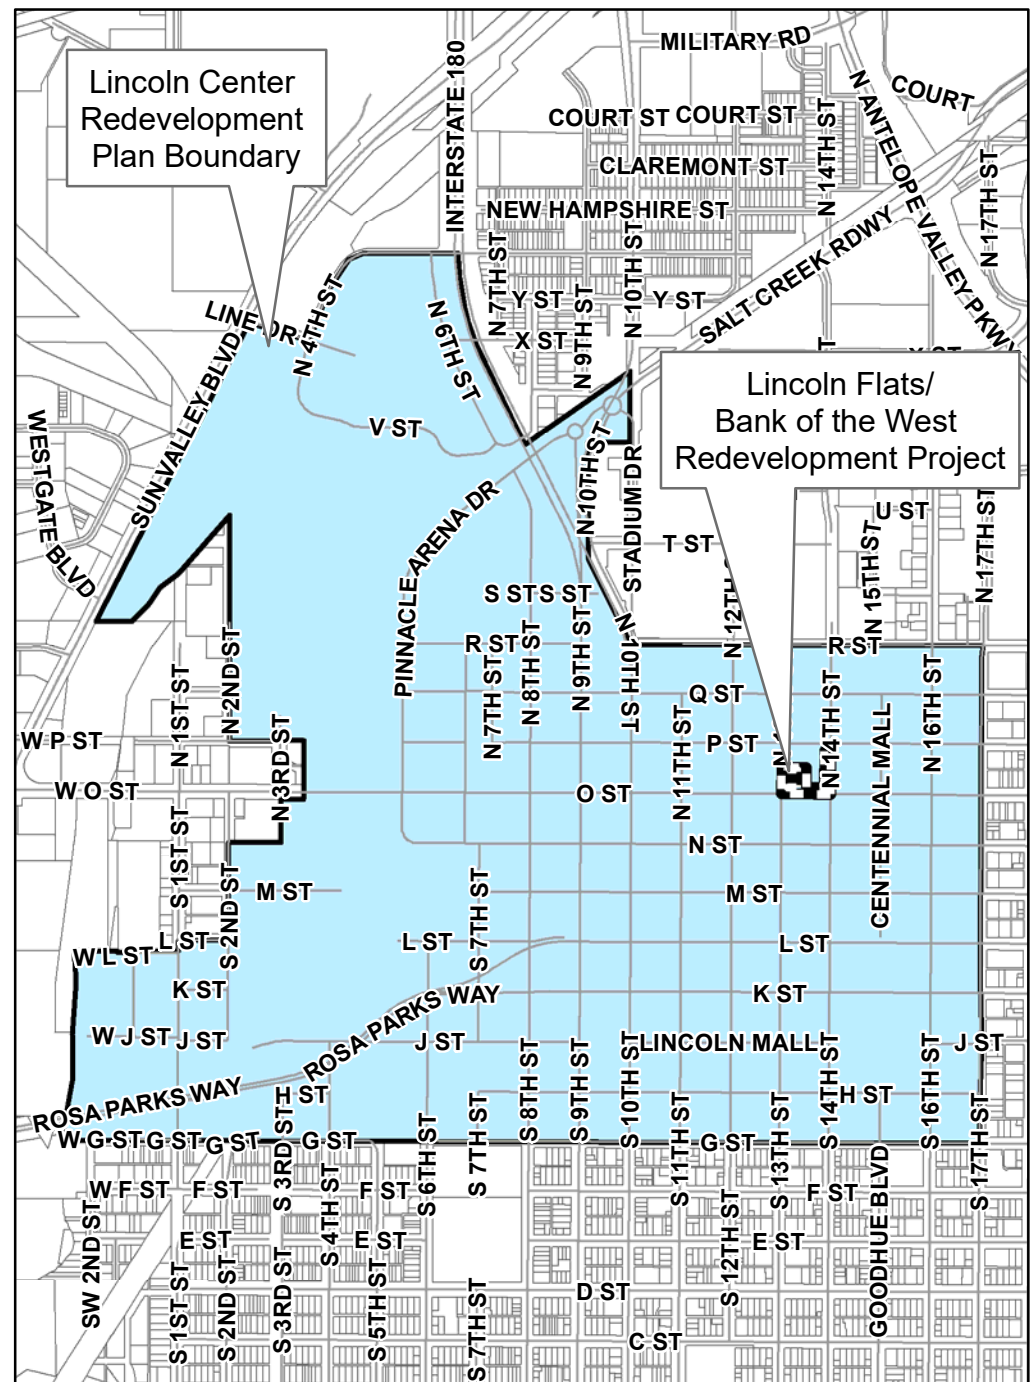 MILITARY RD
INTERSTATE 180
Lincoln Center
Redevelopment
Plan Boundary
N ANTELOPE VALLEY PKWY
COURT
COURT ST
COURT ST
N 14TH ST
CLAREMONT ST
N 17TH ST
NEW HAMPSHIRE ST
N 7TH ST
N 10TH ST
SALT CREEK RDWY
LINE DR
N 4TH ST
N 6TH ST
Y ST
Y ST
N 9TH ST
X ST
Lincoln Flats/
Bank of the West
Redevelopment Project
WESTGATE BLVD
SUN VALLEY BLVD
V ST
N 10TH ST
STADIUM DR
PINNACLE ARENA DR
U ST
N 17TH ST
T ST
N 15TH ST
S ST
S ST
N 12TH
N 10TH ST
R ST
R ST
N 1ST ST
N 2ND ST
N 7TH ST
N 8TH ST
N 9TH ST
Q ST
N 14TH ST
N 16TH ST
W P ST
N 3RD ST
N 11TH ST
P ST
CENTENNIAL MALL
W O ST
O ST
S 1ST ST
N ST
M ST
S 2ND ST
S 7TH ST
M ST
W L ST
L ST
L ST
L ST
K ST
K ST
ROSA PARKS WAY
W J ST
J ST
J ST
LINCOLN MALL
J ST
ROSA PARKS WAY
H ST
H ST
S 8TH ST
S 9TH ST
S 10TH ST
S 14TH ST
S 16TH ST
W G ST
G ST
G ST
S 3RD ST
G ST
S 6TH ST
S 7TH ST
S 11TH ST
G ST
S 13TH ST
S 17TH ST
W F ST
F ST
S 4TH ST
F ST
F ST
SW 2ND ST
E ST
E ST
S 12TH ST
E ST
GOODHUE BLVD
S 1ST ST
S 2ND ST
S 3RD ST
S 5TH ST
S 7TH ST
D ST
C ST